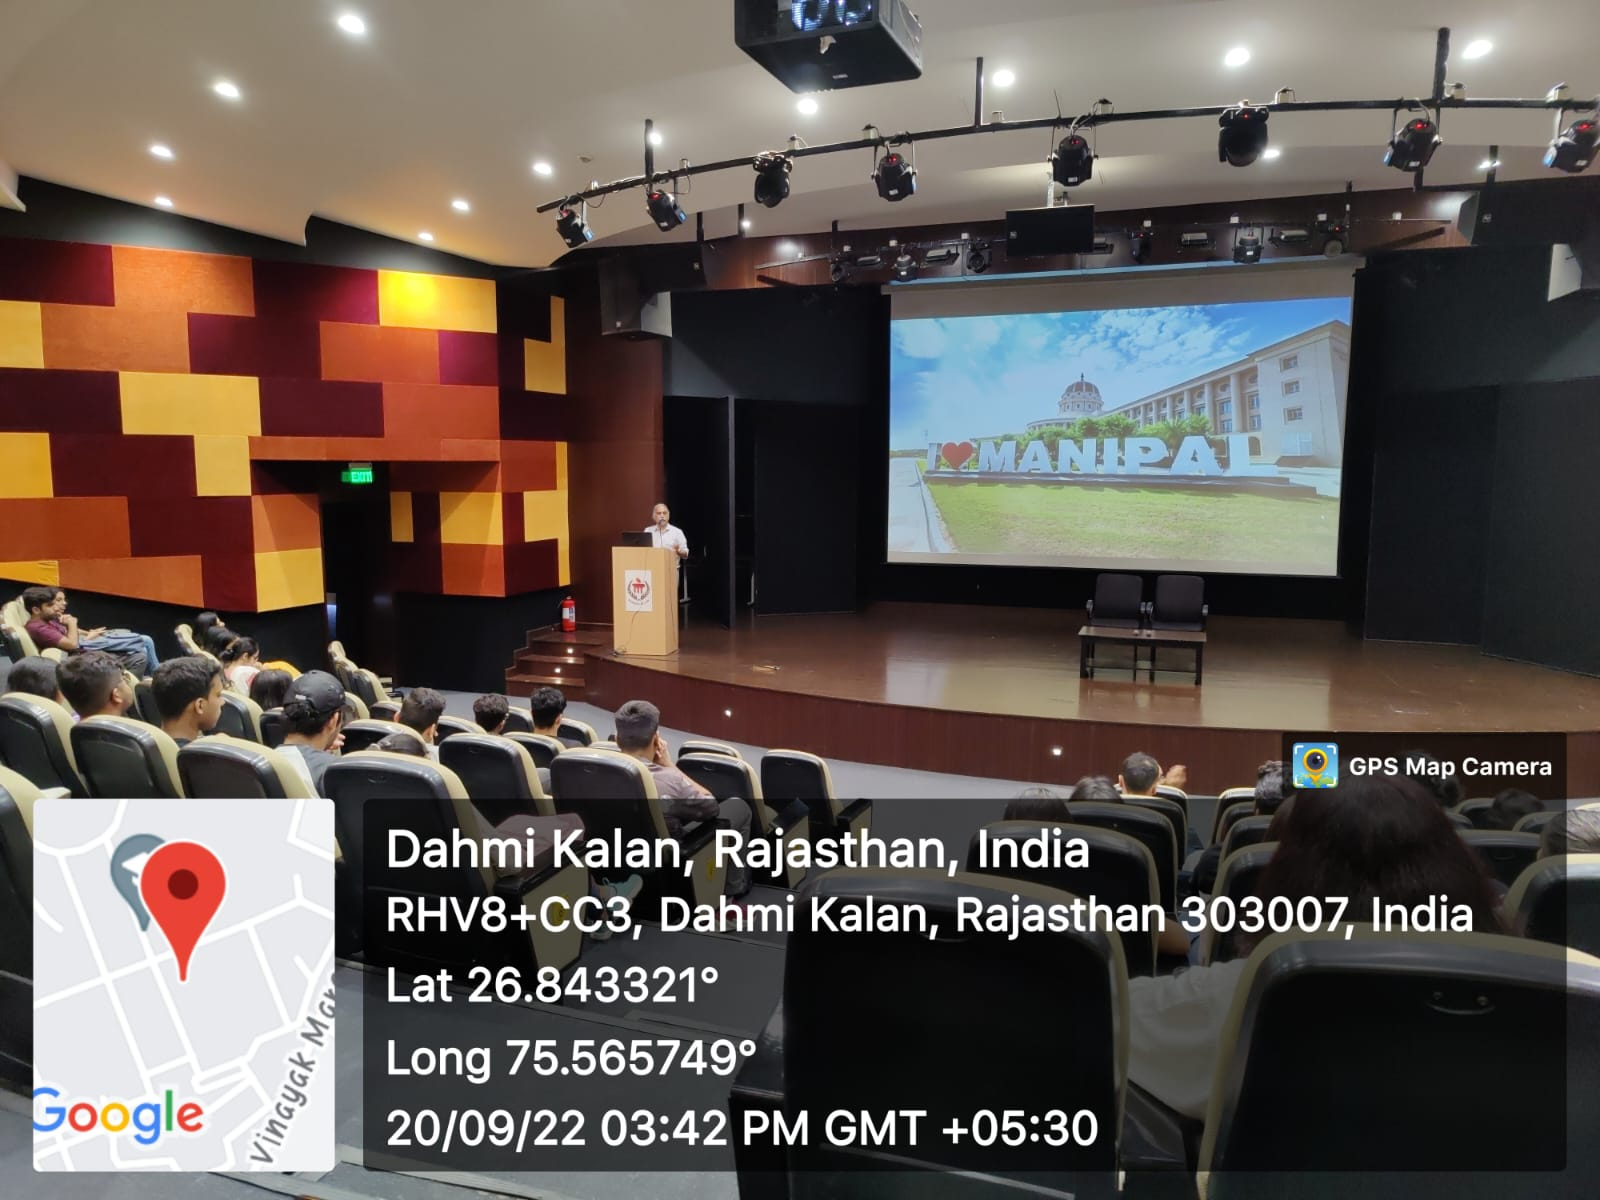 EXIT
I ❤ MANIPAL
GPS Map Camera
Dahmi Kalan, Rajasthan, India
RHV8+CC3, Dahmi Kalan, Rajasthan 303007, India
Lat 26.843321°
Long 75.565749°
20/09/22 03:42 PM GMT +05:30
Google
Vinayak